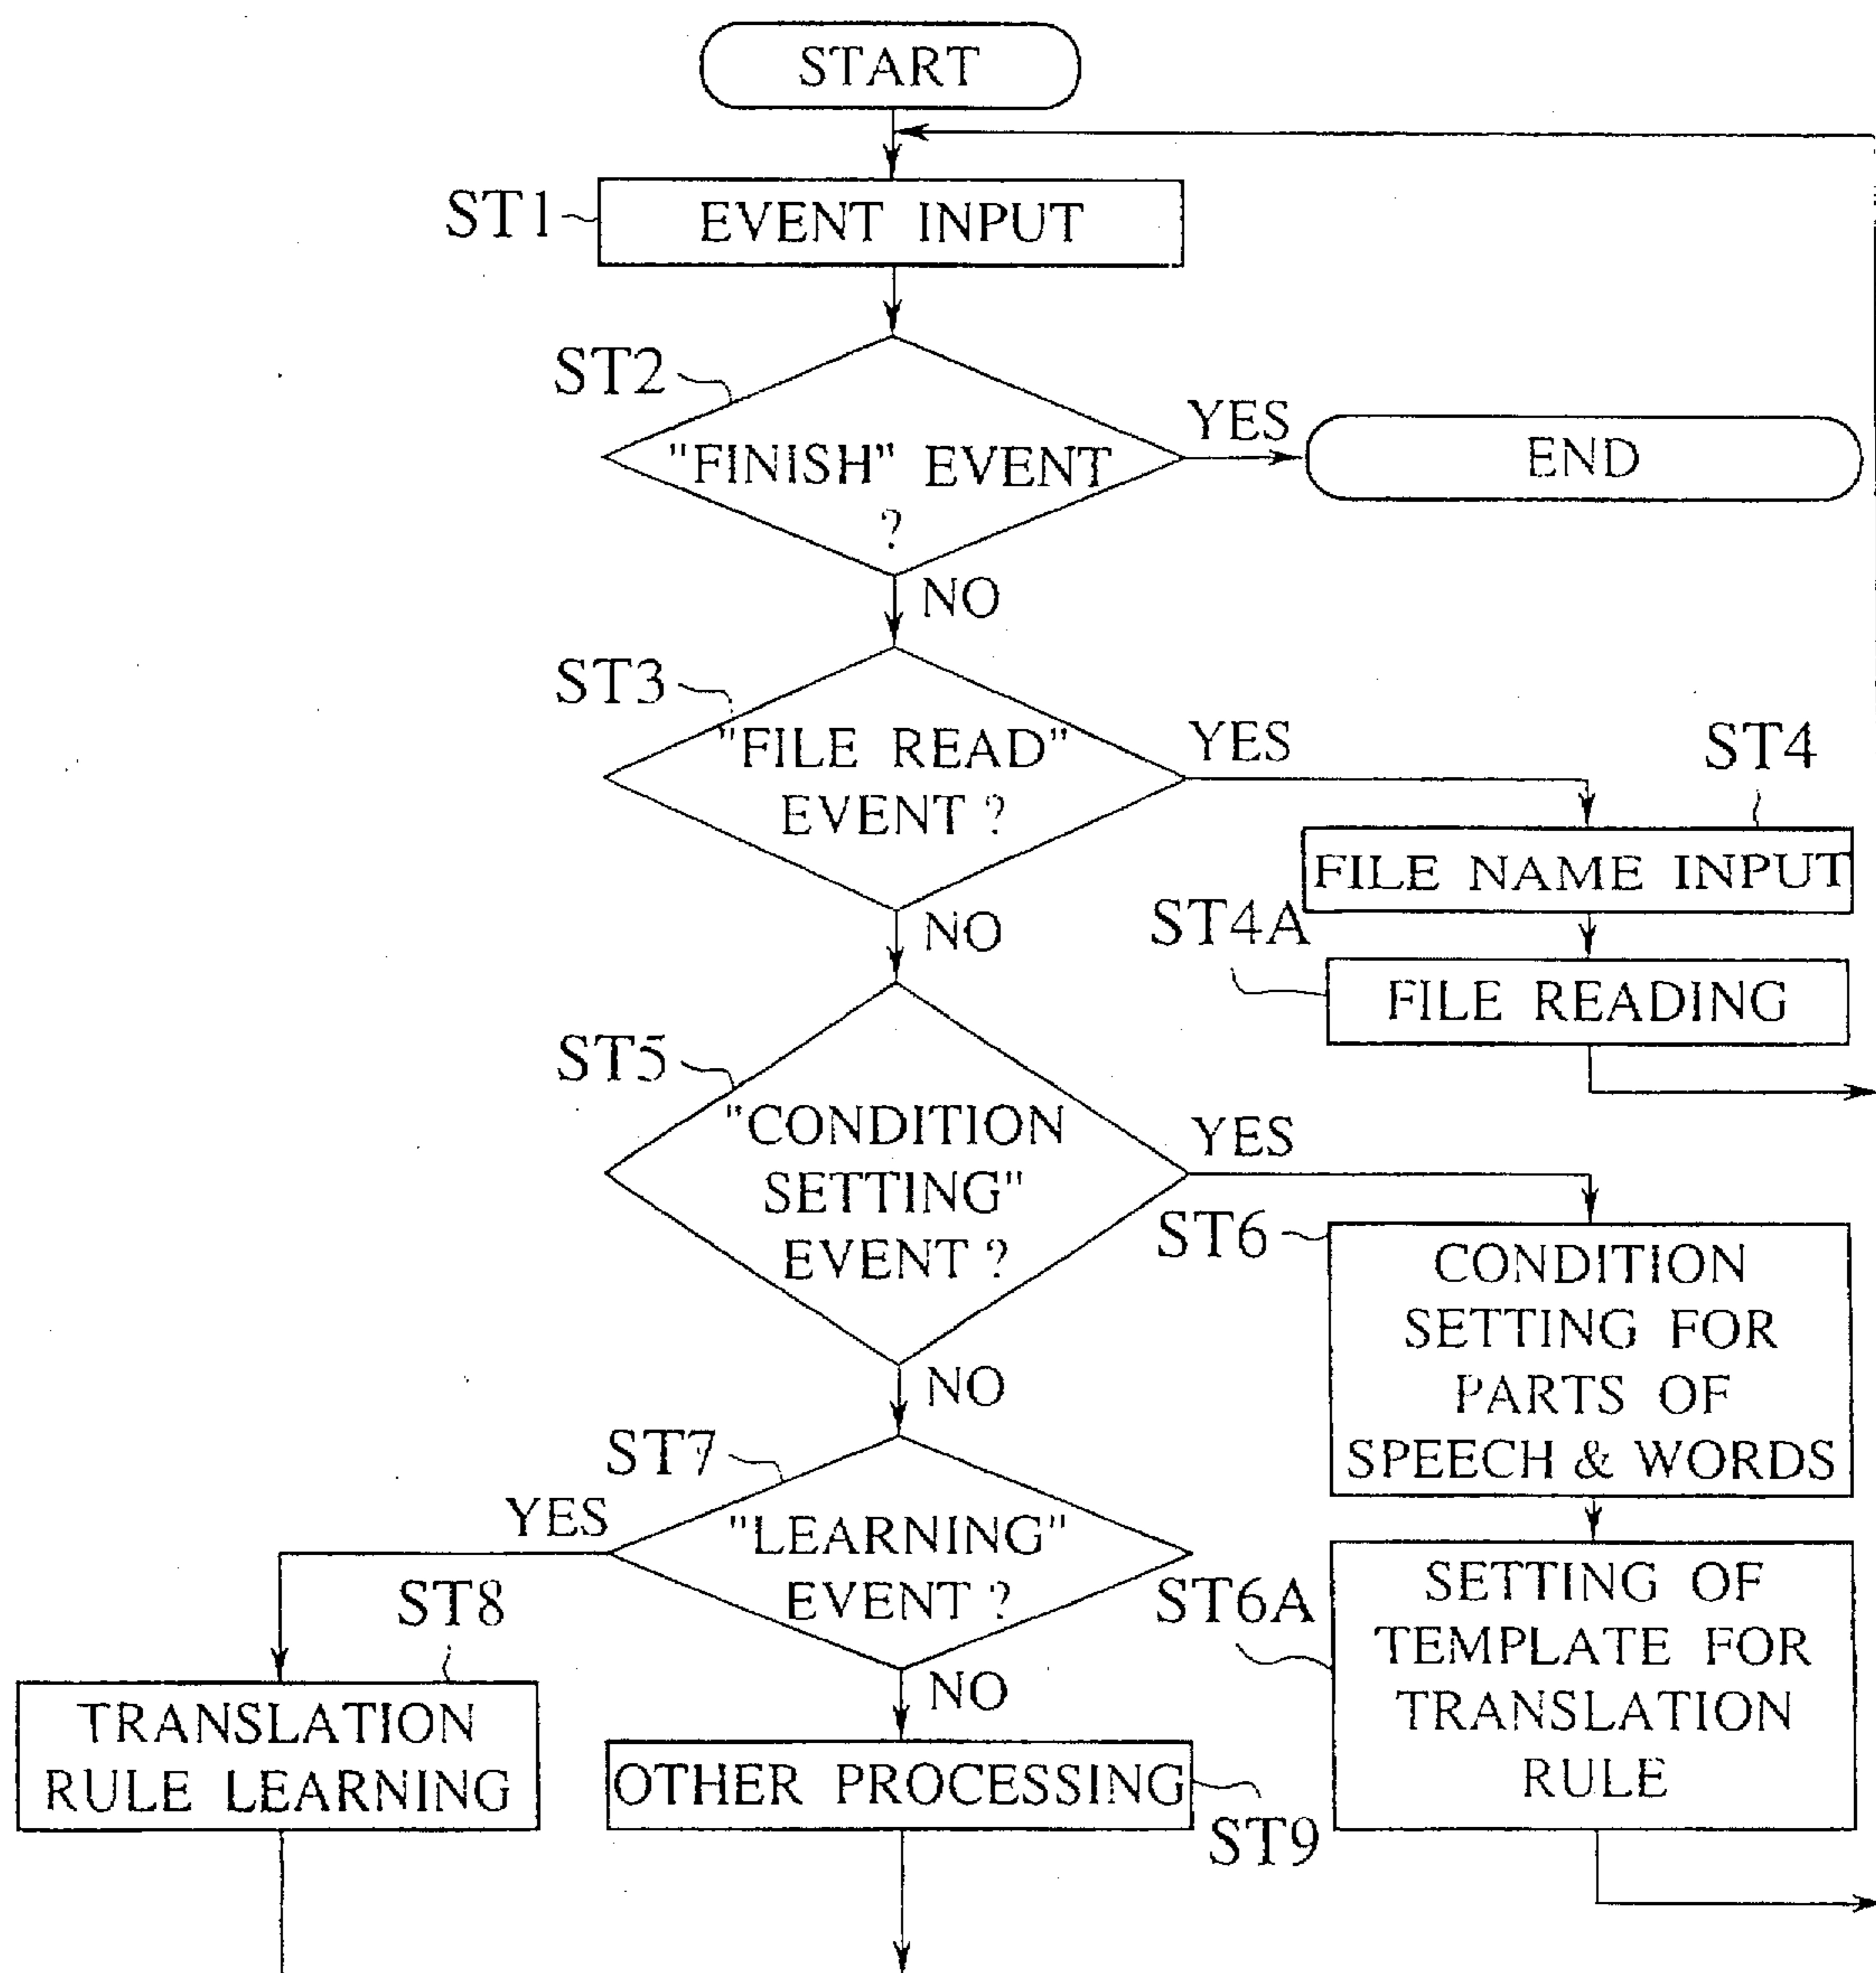 START
ST1
EVENT INPUT
ST2
"FINISH" EVENT
?
YES
END
NO
ST3
"FILE READ"
EVENT ?
YES
ST4
FILE NAME INPUT
ST4A
FILE READING
NO
ST5
"CONDITION
SETTING"
EVENT ?
YES
ST6
CONDITION
SETTING FOR
PARTS OF
SPEECH & WORDS
NO
ST7
"LEARNING"
EVENT ?
YES
ST8
TRANSLATION
RULE LEARNING
ST6A
SETTING OF
TEMPLATE FOR
TRANSLATION
RULE
NO
OTHER PROCESSING
ST9